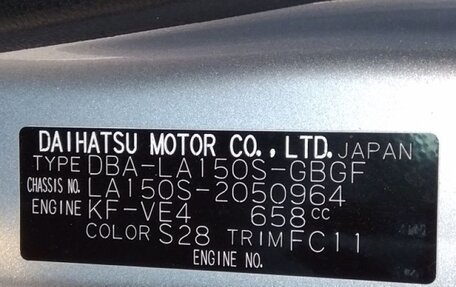 DAIHATSU MOTOR CO., LTD. JAPAN
TYPE DBA-LA150S-GBGF
CHASSIS NO. LA150S-2050964
ENGINE KF-VE4 658cc
COLOR S28 TRIM FC11
ENGINE NO.